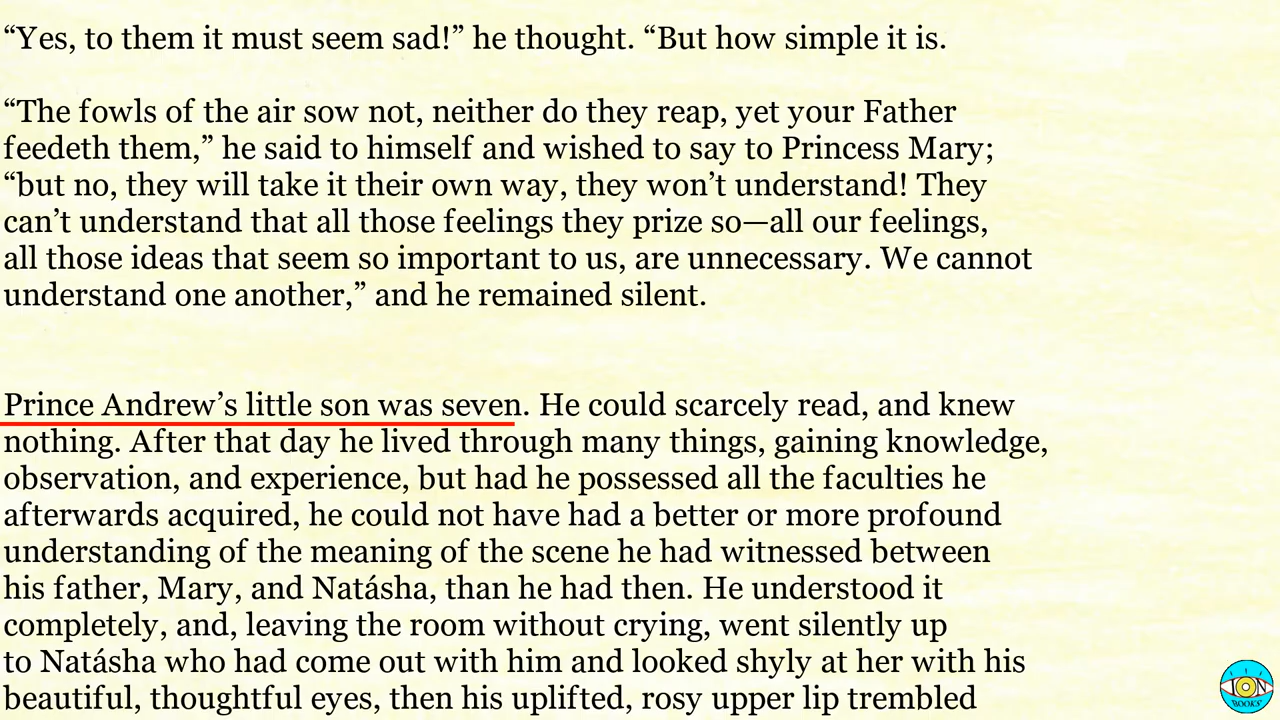 “Yes, to them it must seem sad!” he thought. “But how simple it is.
“The fowls of the air sow not, neither do they reap, yet your Father
feedeth them,” he said to himself and wished to say to Princess Mary;
“but no, they will take it their own way, they won’t understand! They
can’t understand that all those feelings they prize so—all our feelings,
all those ideas that seem so important to us, are unnecessary. We cannot
understand one another,” and he remained silent.
Prince Andrew’s little son was seven. He could scarcely read, and knew
nothing. After that day he lived through many things, gaining knowledge,
observation, and experience, but had he possessed all the faculties he
afterwards acquired, he could not have had a better or more profound
understanding of the meaning of the scene he had witnessed between
his father, Mary, and Natásha, than he had then. He understood it
completely, and, leaving the room without crying, went silently up
to Natásha who had come out with him and looked shyly at her with his
beautiful, thoughtful eyes, then his uplifted, rosy upper lip trembled
ION
BOOKS